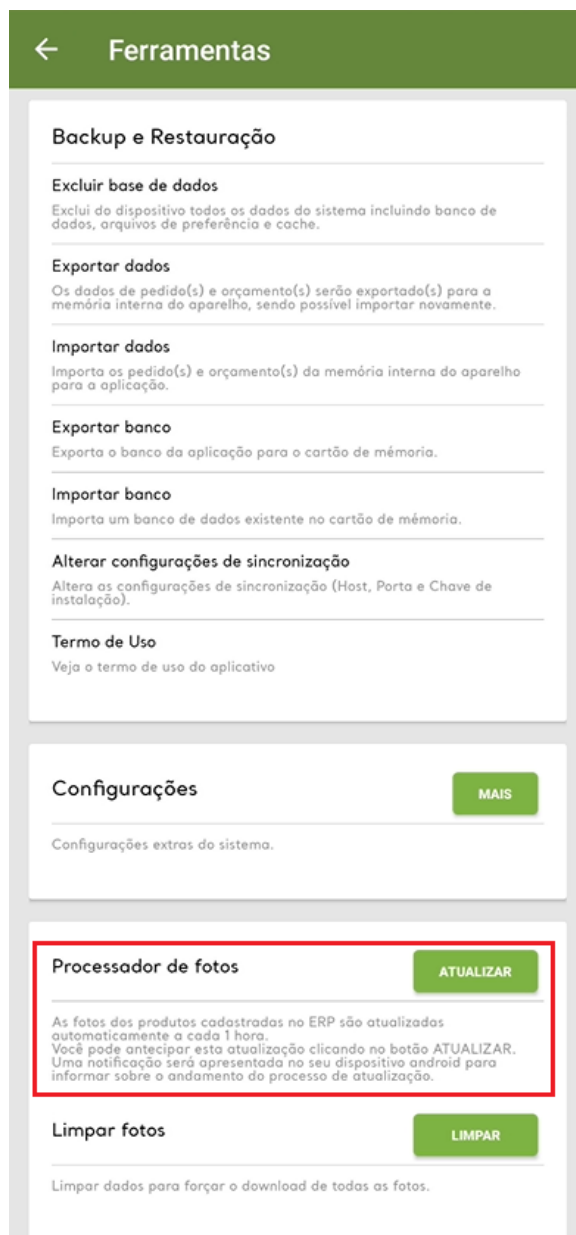 Ferramentas
Backup e Restauração
Excluir base de dados
Exclui do dispositivo todos os dados do sistema incluindo banco de
dados, arquivos de preferência e cache.
Exportar dados
Os dados de pedido(s) e orçamento(s) serão exportado(s) para a
memória interna do aparelho, sendo possível importar novamente.
Importar dados
Importa os pedido(s) e orçamento(s) da memória interna do aparelho
para a aplicação.
Exportar banco
Exporta o banco da aplicação para o cartão de mémoria.
Importar banco
Importa um banco de dados existente no cartão de mémoria.
Alterar configurações de sincronização
Altera as configurações de sincronização (Host, Porta e Chave de
instalação).
Termo de Uso
Veja o termo de uso do aplicativo
Configurações
MAIS
Configurações extras do sistema.
Processador de fotos
ATUALIZAR
As fotos dos produtos cadastradas no ERP são atualizadas
automaticamente a cada 1 hora.
Você pode antecipar esta atualização clicando no botão ATUALIZAR.
Uma notificação será apresentada no seu dispositivo android para
informar sobre o andamento do processo de atualização.
Limpar fotos
LIMPAR
Limpar dados para forçar o download de todas as fotos.